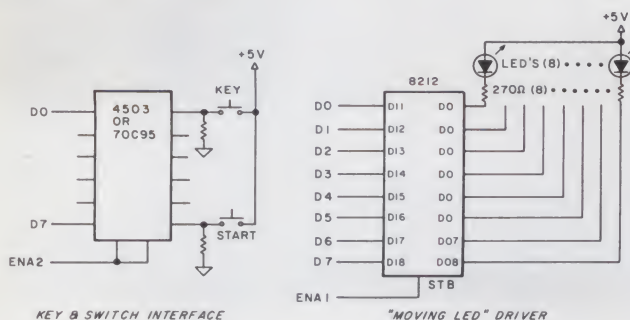 +5V
KEY
4503
OR
70C95
D0
D7
ENA2
START
KEY & SWITCH INTERFACE
+5V
LED'S (8)
270Ω (8)
8212
D0
D1
D2
D3
D4
D5
D6
D7
DI1
DI2
DI3
DI4
DI5
DI6
DI7
DI8
DO
DO
DO
DO
DO
DO
DO7
DO8
STB
ENA1
"MOVING LED" DRIVER